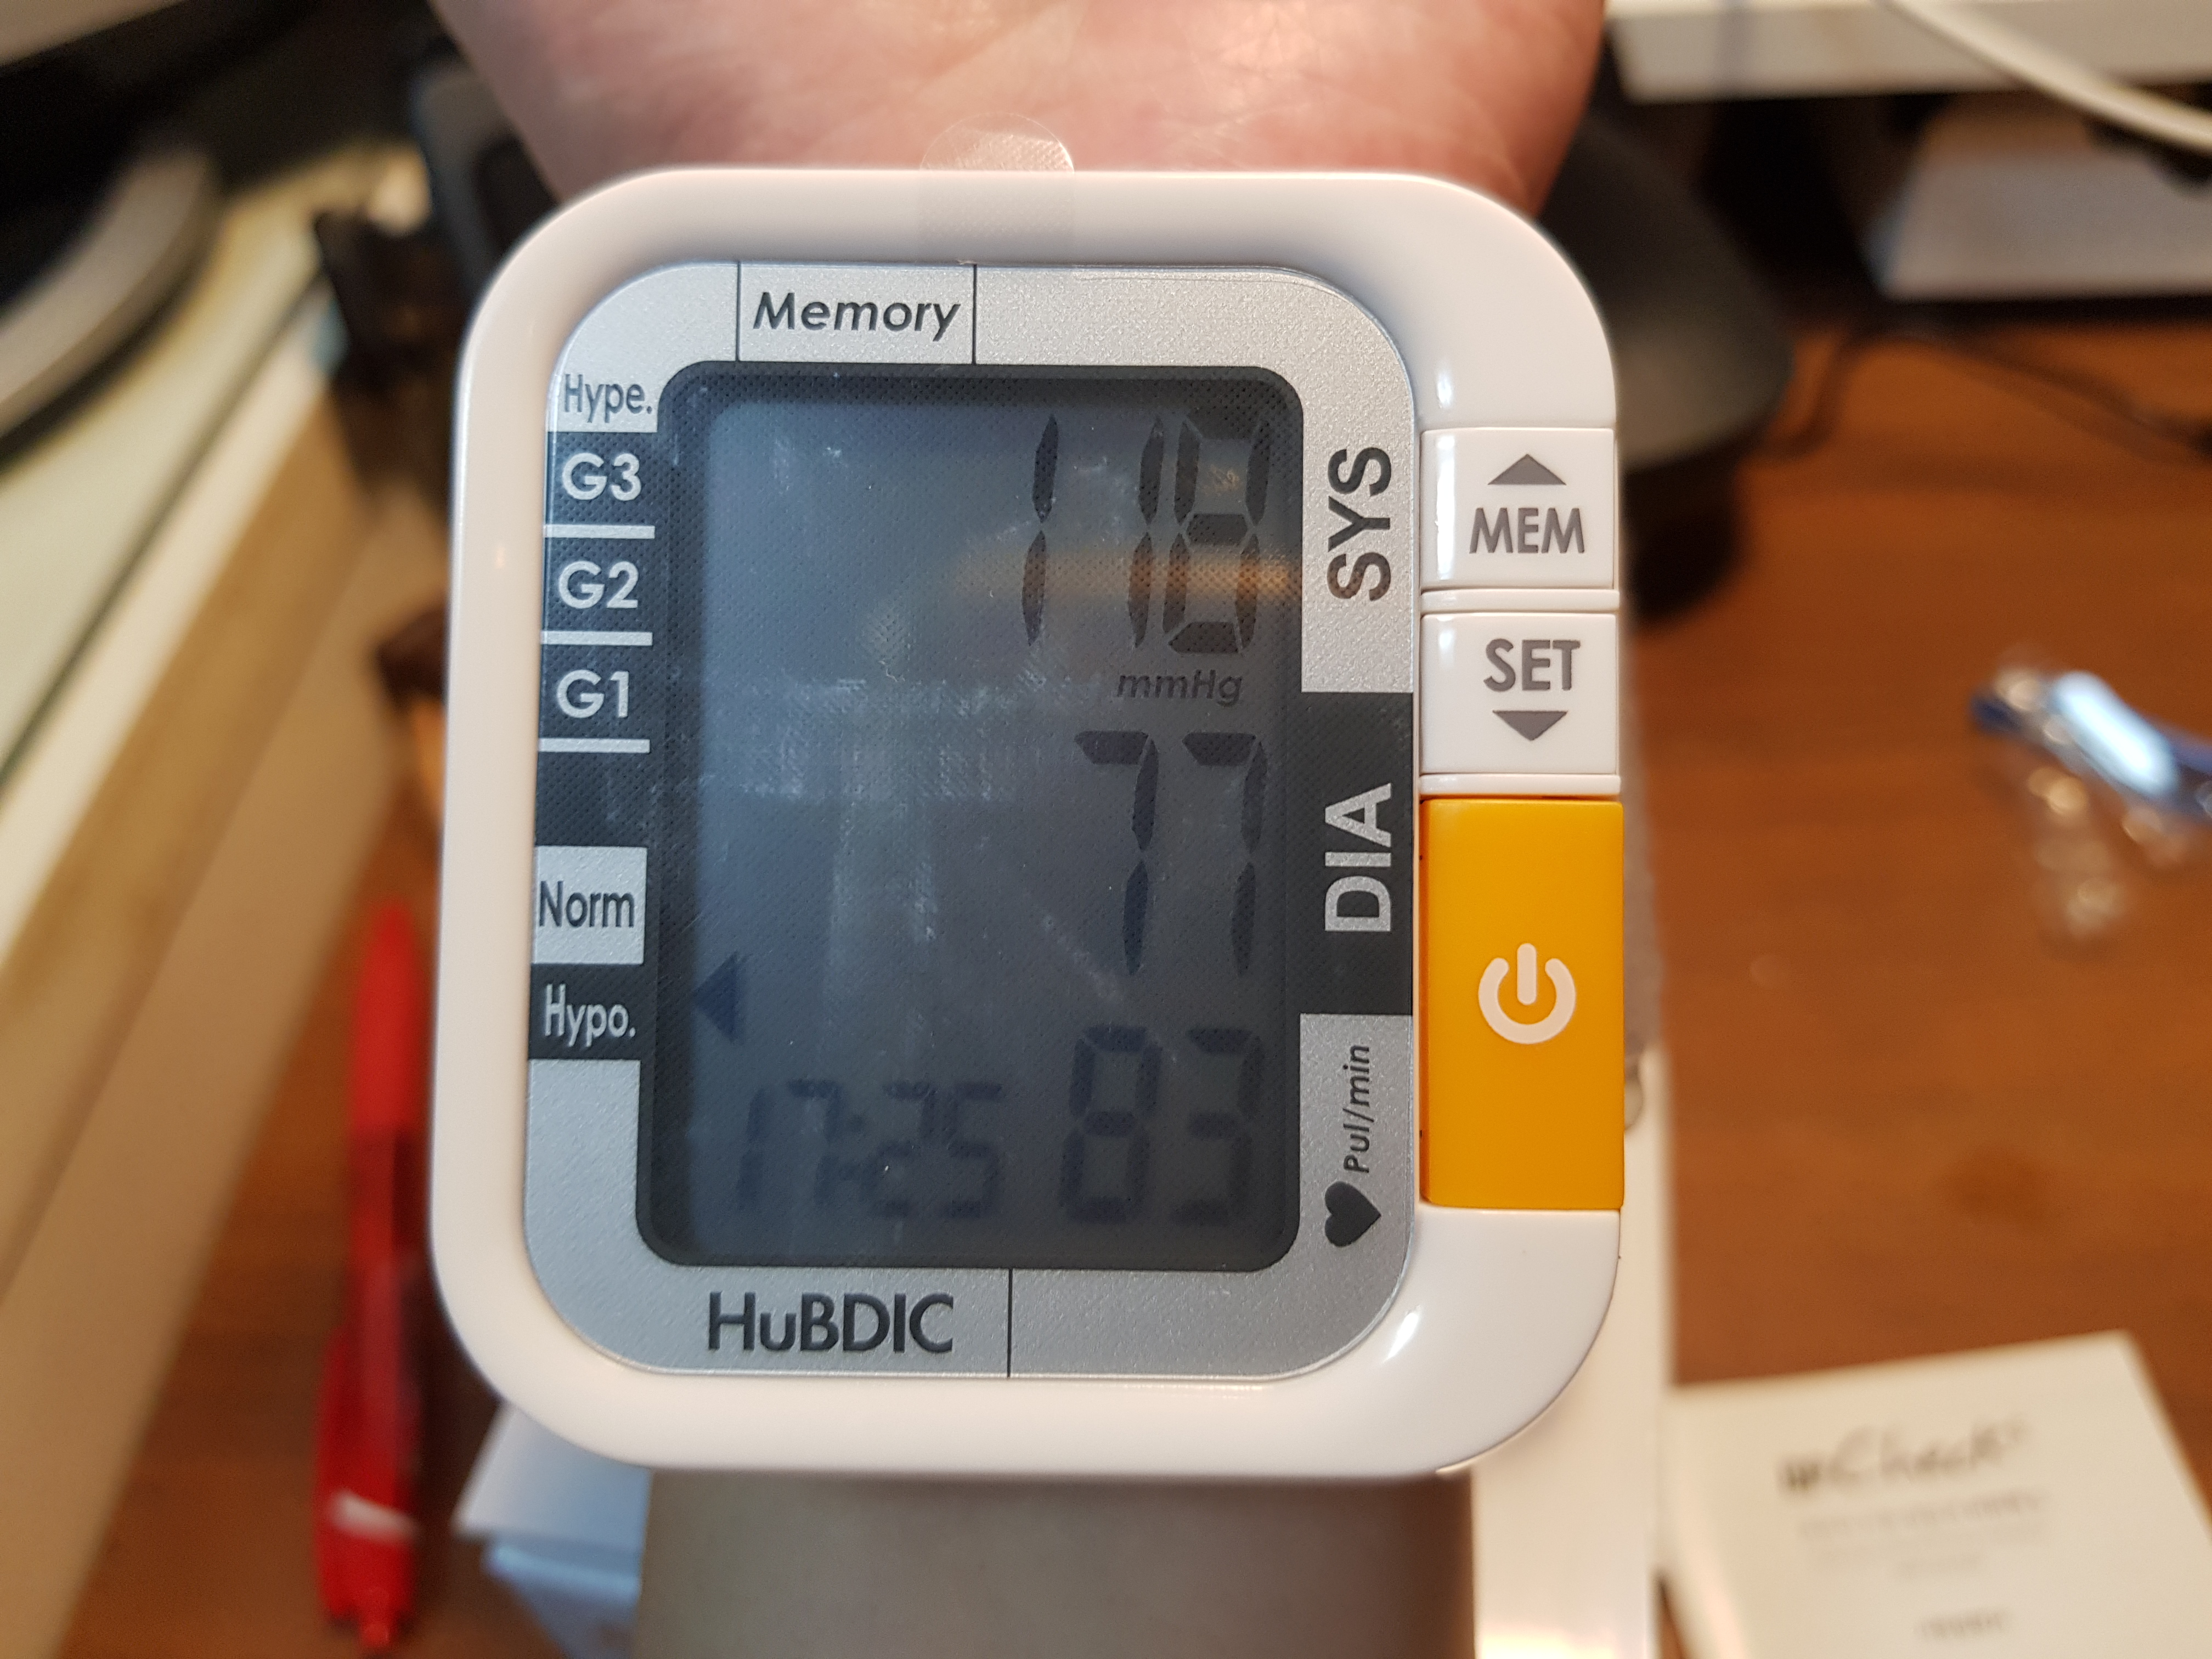 Memory
Hype.
G3
G2
G1
Norm
Hypo.
118
mmHg
77
17:25
83
SYS
DIA
Pul/min
MEM
SET
HuBDIC